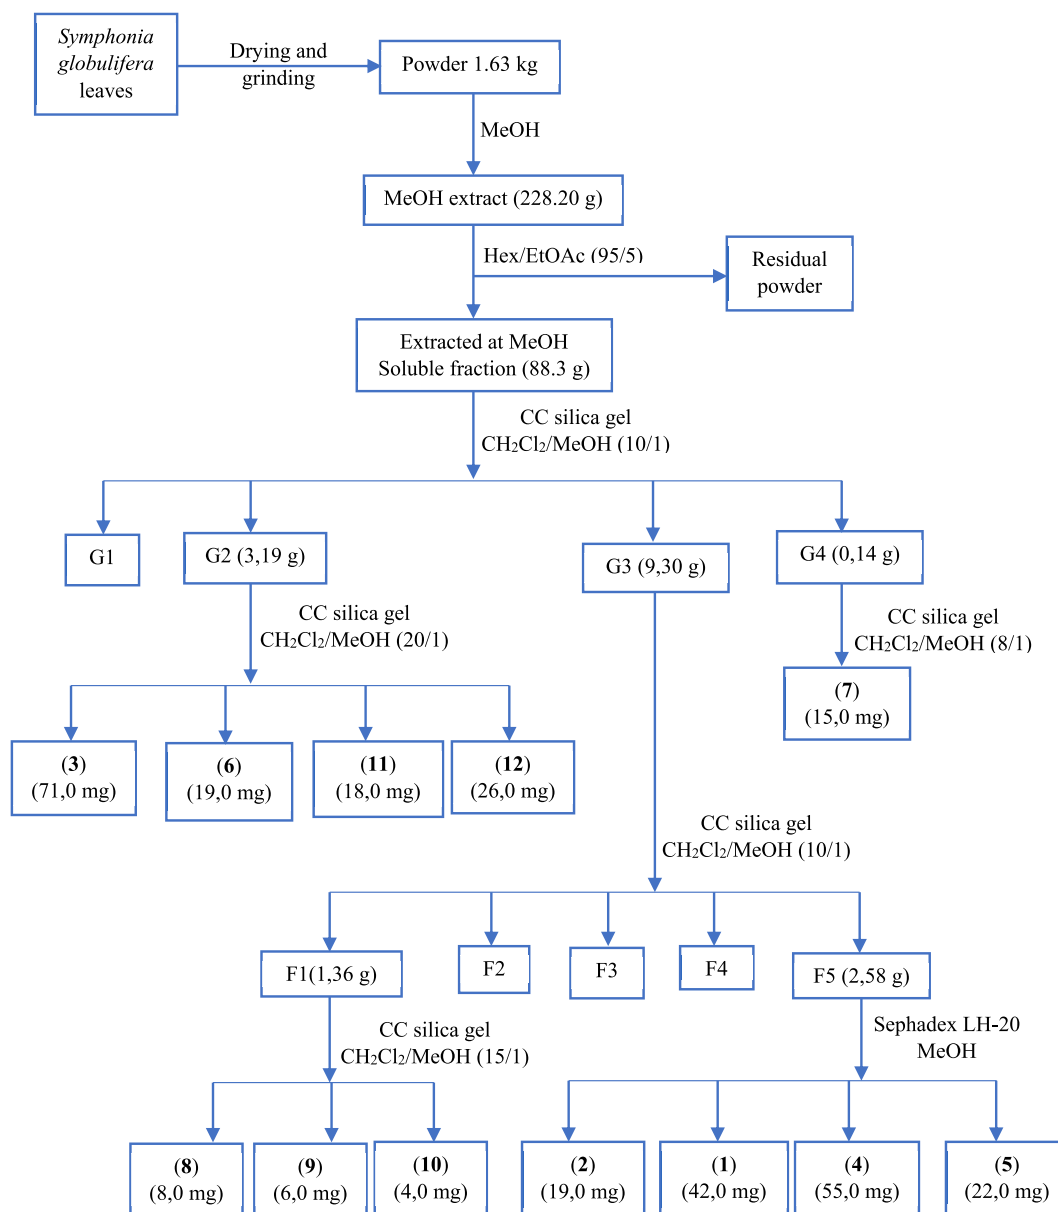 Symphonia
globulifera
leaves
Drying and
grinding
Powder 1.63 kg
MeOH
MeOH extract (228.20 g)
Hex/EtOAc (95/5)
Residual
powder
Extracted at MeOH
Soluble fraction (88.3 g)
CC silica gel
CH₂Cl₂/MeOH (10/1)
G1
G2 (3,19 g)
G3 (9,30 g)
G4 (0,14 g)
CC silica gel
CH₂Cl₂/MeOH (20/1)
CC silica gel
CH₂Cl₂/MeOH (8/1)
(7)
(15,0 mg)
(3)
(71,0 mg)
(6)
(19,0 mg)
(11)
(18,0 mg)
(12)
(26,0 mg)
CC silica gel
CH₂Cl₂/MeOH (10/1)
F1(1,36 g)
F2
F3
F4
F5 (2,58 g)
CC silica gel
CH₂Cl₂/MeOH (15/1)
Sephadex LH-20
MeOH
(8)
(8,0 mg)
(9)
(6,0 mg)
(10)
(4,0 mg)
(2)
(19,0 mg)
(1)
(42,0 mg)
(4)
(55,0 mg)
(5)
(22,0 mg)